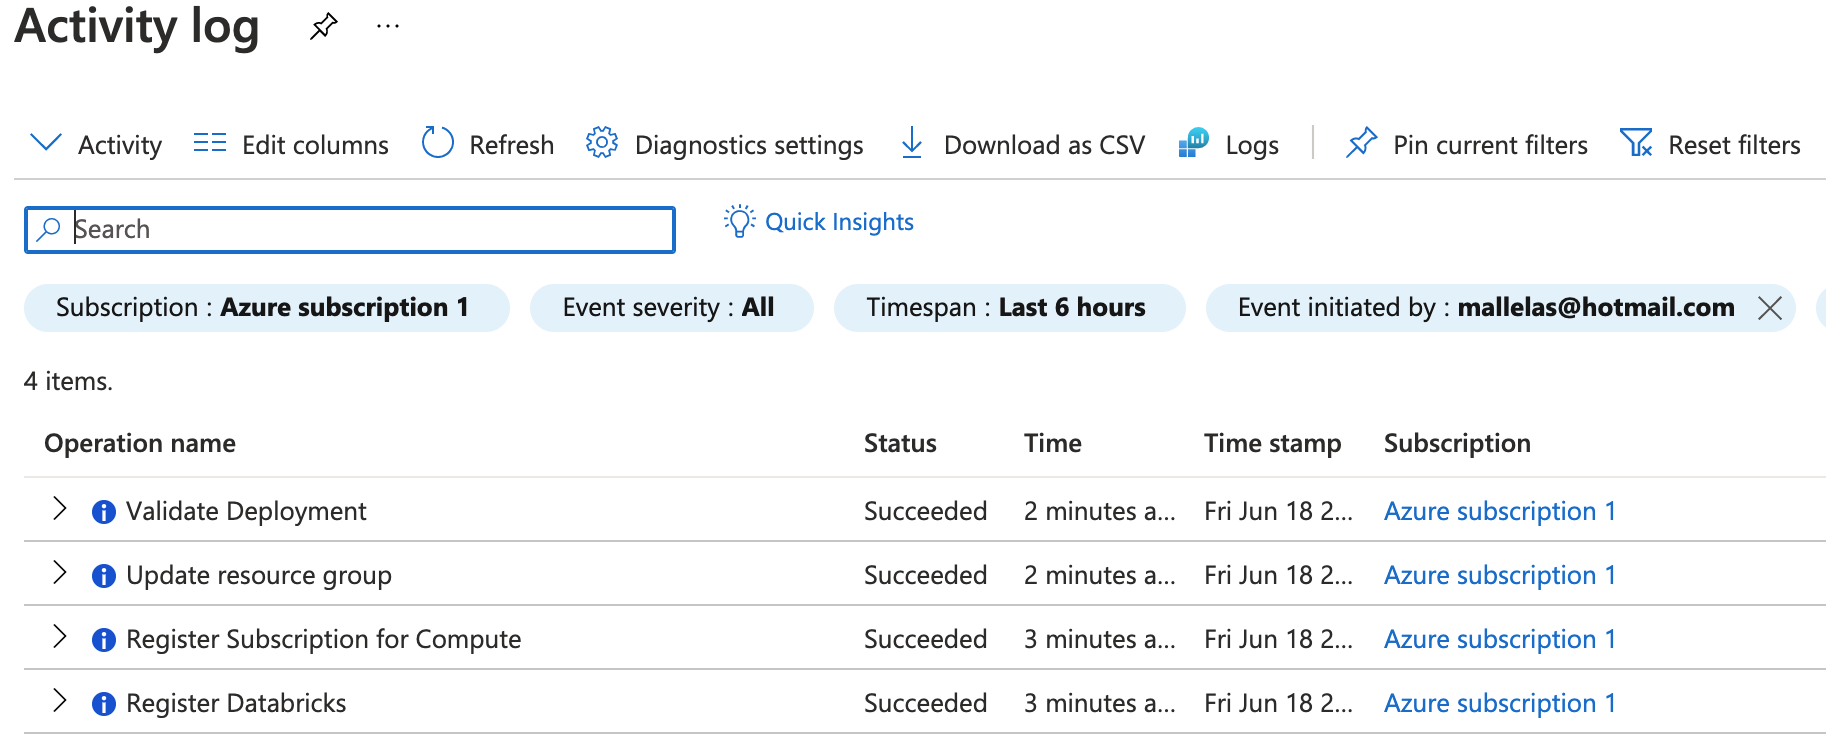 Activity log
Activity Edit columns Refresh Diagnostics settings Download as CSV Logs Pin current filters Reset filters
Search Quick Insights
Subscription : Azure subscription 1 Event severity : All Timespan : Last 6 hours Event initiated by : mallelas@hotmail.com
4 items.
Operation name Status Time Time stamp Subscription
Validate Deployment Succeeded 2 minutes a... Fri Jun 18 2... Azure subscription 1
Update resource group Succeeded 2 minutes a... Fri Jun 18 2... Azure subscription 1
Register Subscription for Compute Succeeded 3 minutes a... Fri Jun 18 2... Azure subscription 1
Register Databricks Succeeded 3 minutes a... Fri Jun 18 2... Azure subscription 1